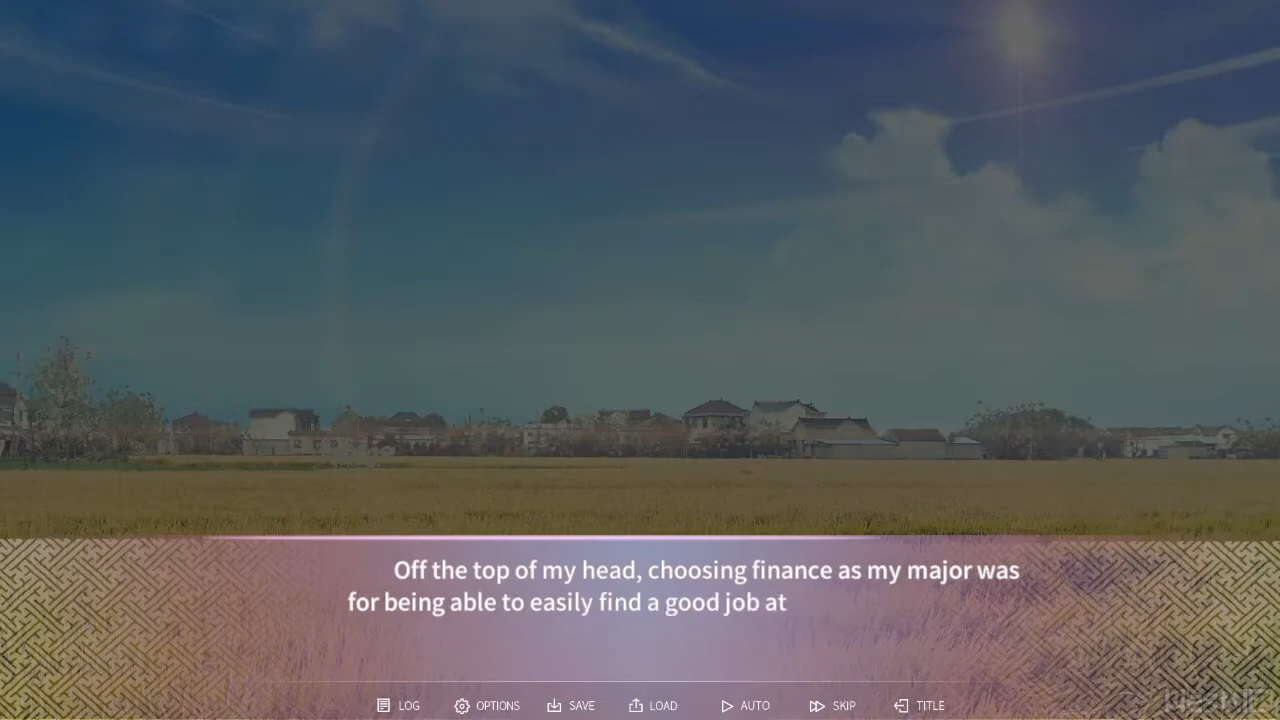 Off the top of my head, choosing finance as my major was
for being able to easily find a good job at
LOG OPTIONS SAVE LOAD AUTO SKIP TITLE